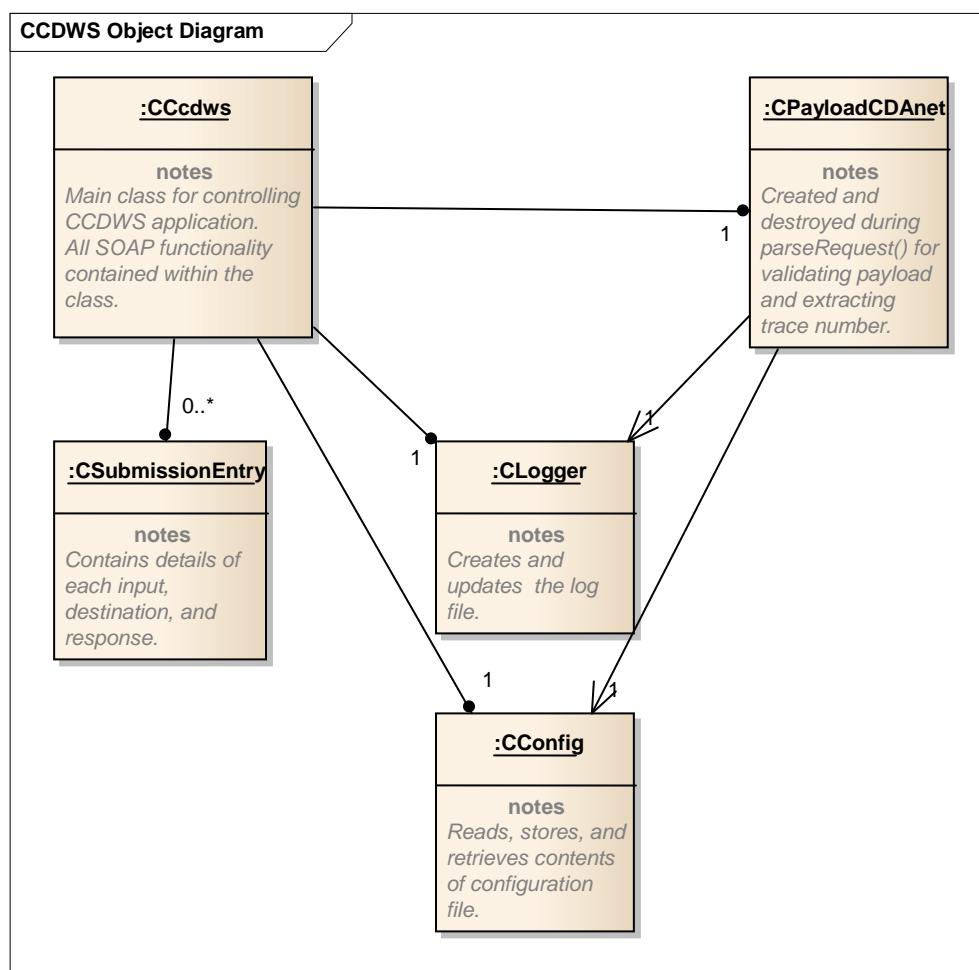 CCDWS Object Diagram
:CCcdws
notes
Main class for controlling
CCDWS application.
All SOAP functionality
contained within the
class.
:CPayloadCDAnet
notes
Created and
destroyed during
parseRequest() for
validating payload
and extracting
trace number.
1
0..*
1
1
:CSubmissionEntry
notes
Contains details of
each input,
destination, and
response.
:CLogger
notes
Creates and
updates  the log
file.
1
1
:CConfig
notes
Reads, stores, and
retrieves contents
of configuration
file.